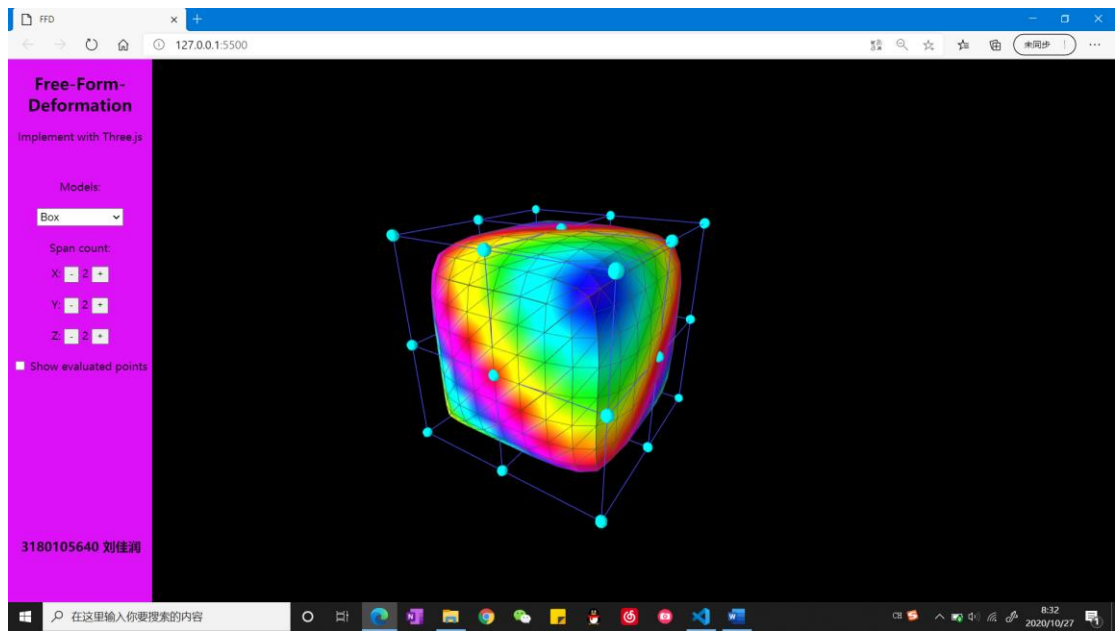 FFD
127.0.0.1:5500
未同步
Free-Form-
Deformation
Implement with Three.js
Models:
Box
Span count:
X: - 2 +
Y: - 2 +
Z: - 2 +
Show evaluated points
3180105640 刘佳润
在这里输入你要搜索的内容
CH
8:32
2020/10/27